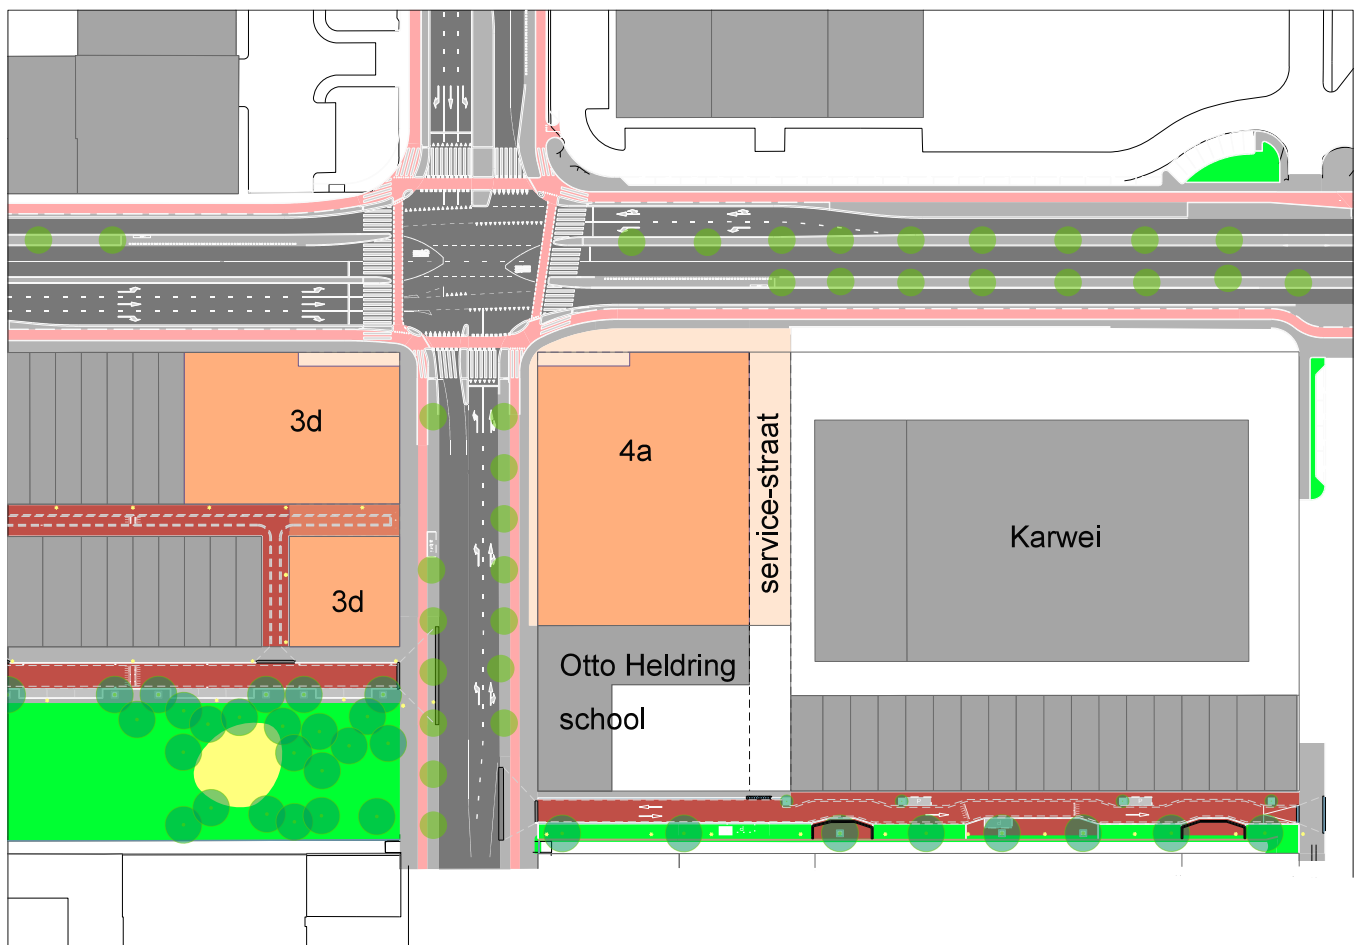 3d
4a
service-straat
Karwei
3d
Otto Heldring
school